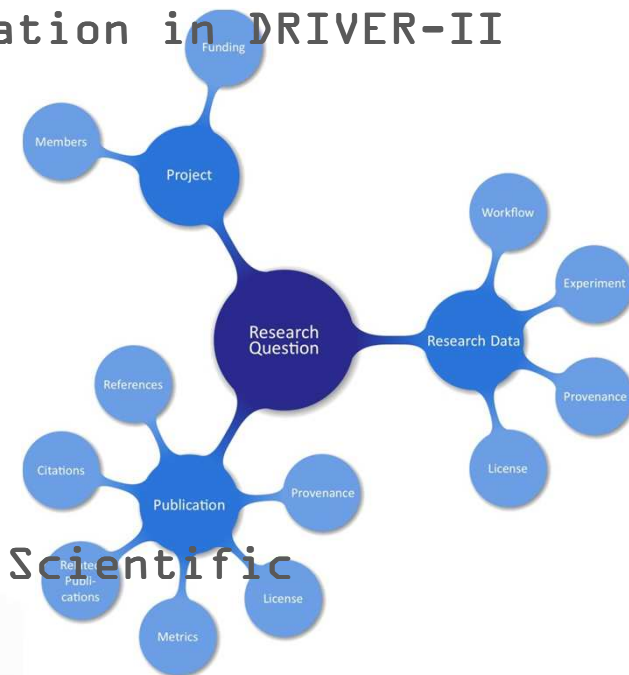 ation in DRIVER-II
Funding
Members
Project
Workflow
Experiment
Research
Question
Research Data
References
Provenance
Citations
License
Publication
Provenance
Scientific
Related
Publi-
cations
License
Metrics